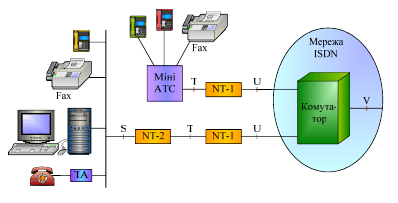 Fax
Мережа
ISDN
Fax
Міні
АТС
T
NT-1
U
Комута-
тор
V
S
NT-2
T
NT-1
U
TA